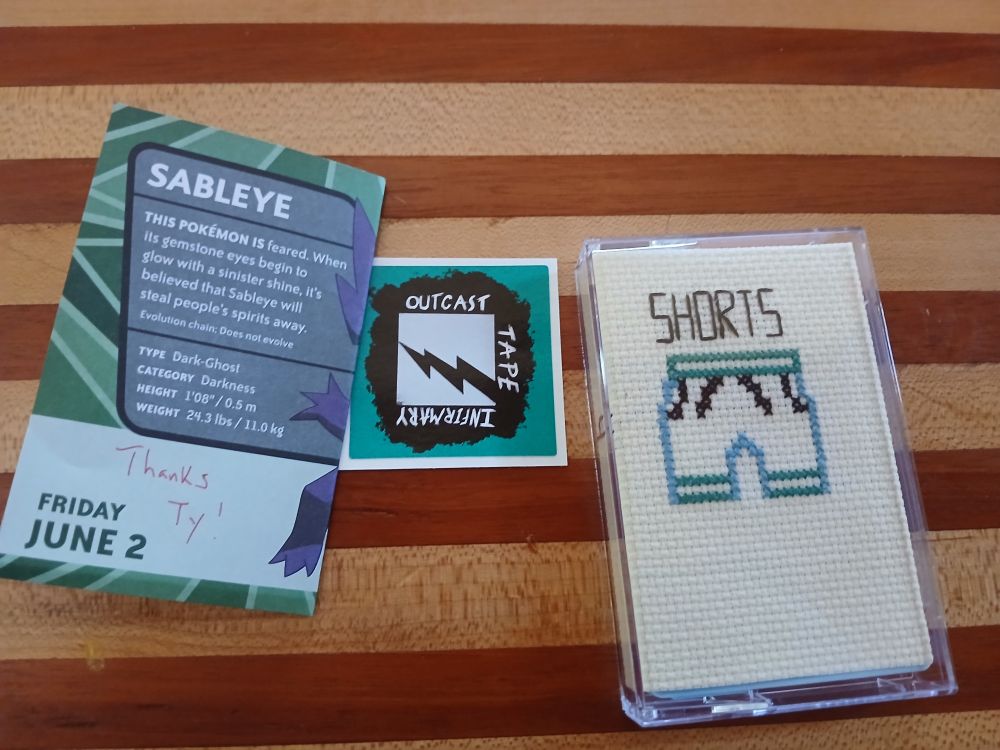 SABLEYE
THIS POKÉMON IS feared. When
its gemstone eyes begin to
glow with a sinister shine, it's
believed that Sableye will
steal people's spirits away.
Evolution chain: Does not evolve
TYPE Dark-Ghost
CATEGORY Darkness
HEIGHT 1'08" / 0.5 m
WEIGHT 24.3 lbs / 11.0 kg
Thanks
Ty!
FRIDAY
JUNE 2
OUTCAST
TAPE
INFIRMARY
SHORTS